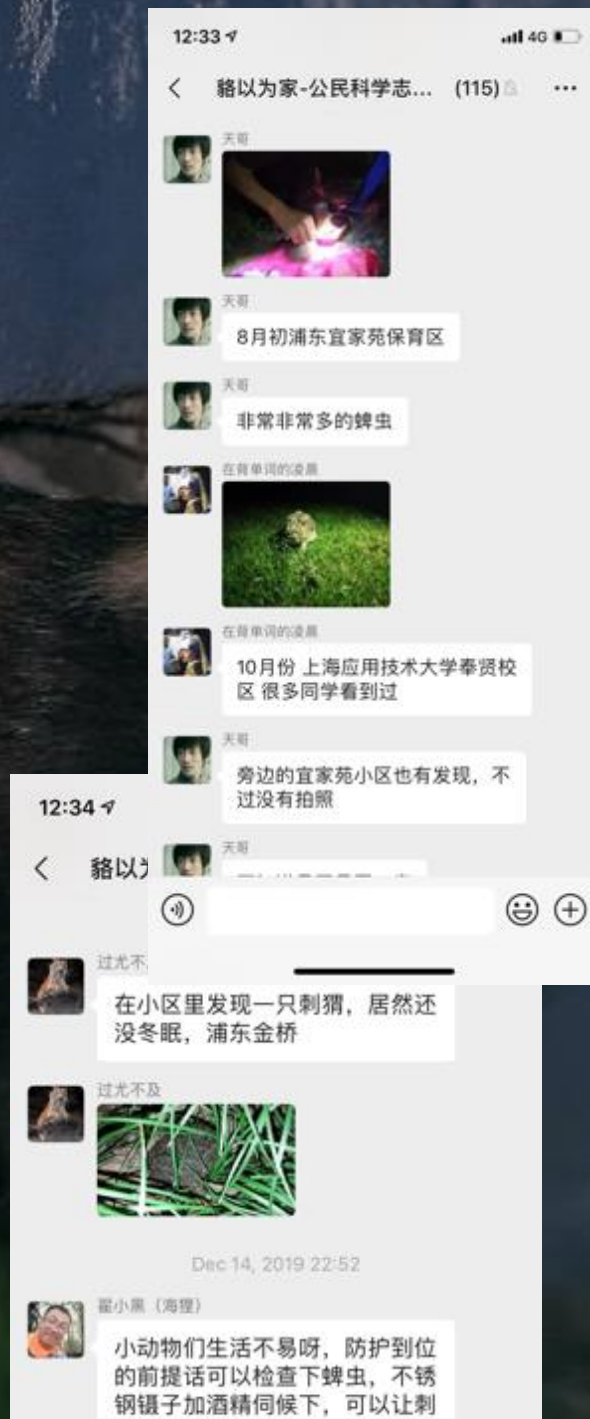 12:33
4G
貉以为家-公民科学志... (115)
天哥
天哥
8月初浦东宜家苑保育区
天哥
非常非常多的蜱虫
在背单词的凌晨
在背单词的凌晨
10月份 上海应用技术大学奉贤校
区 很多同学看到过
天哥
旁边的宜家苑小区也有发现，不
过没有拍照
天哥
12:34
貉以为
过尤不
在小区里发现一只刺猬，居然还
没冬眠，浦东金桥
过尤不及
Dec 14, 2019 22:52
翟小黑（海狸）
小动物们生活不易呀，防护到位
的前提话可以检查下蜱虫，不锈
钢镊子加酒精伺候下，可以让刺